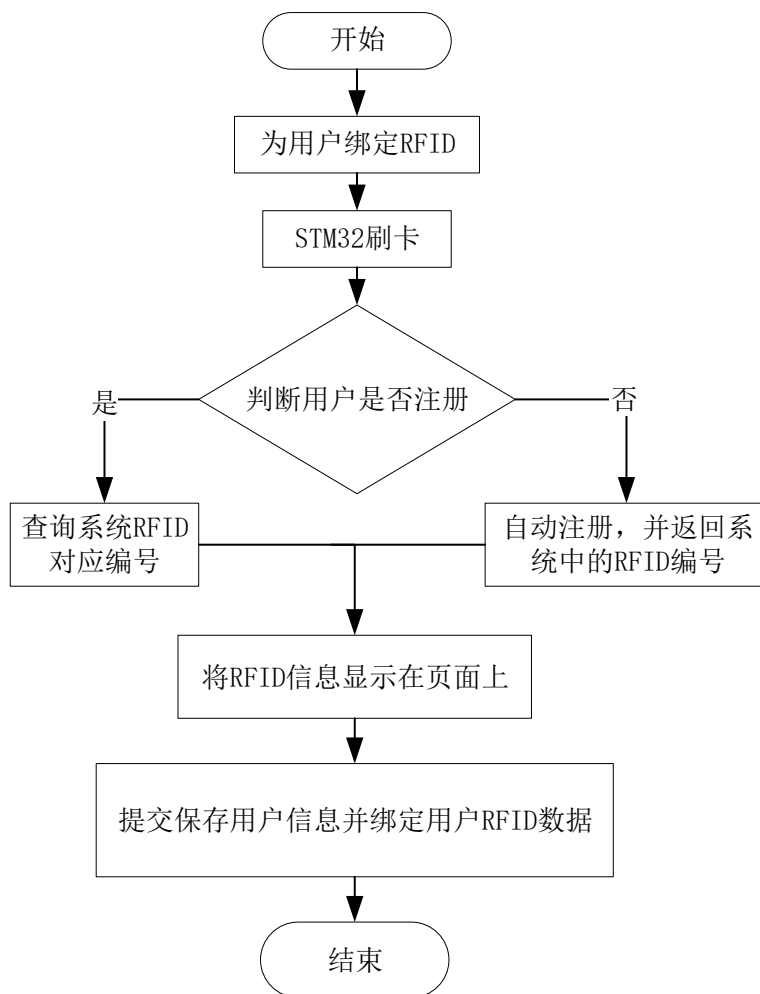 开始
为用户绑定RFID
STM32刷卡
判断用户是否注册
是
否
查询系统RFID
对应编号
自动注册，并返回系
统中的RFID编号
将RFID信息显示在页面上
提交保存用户信息并绑定用户RFID数据
结束